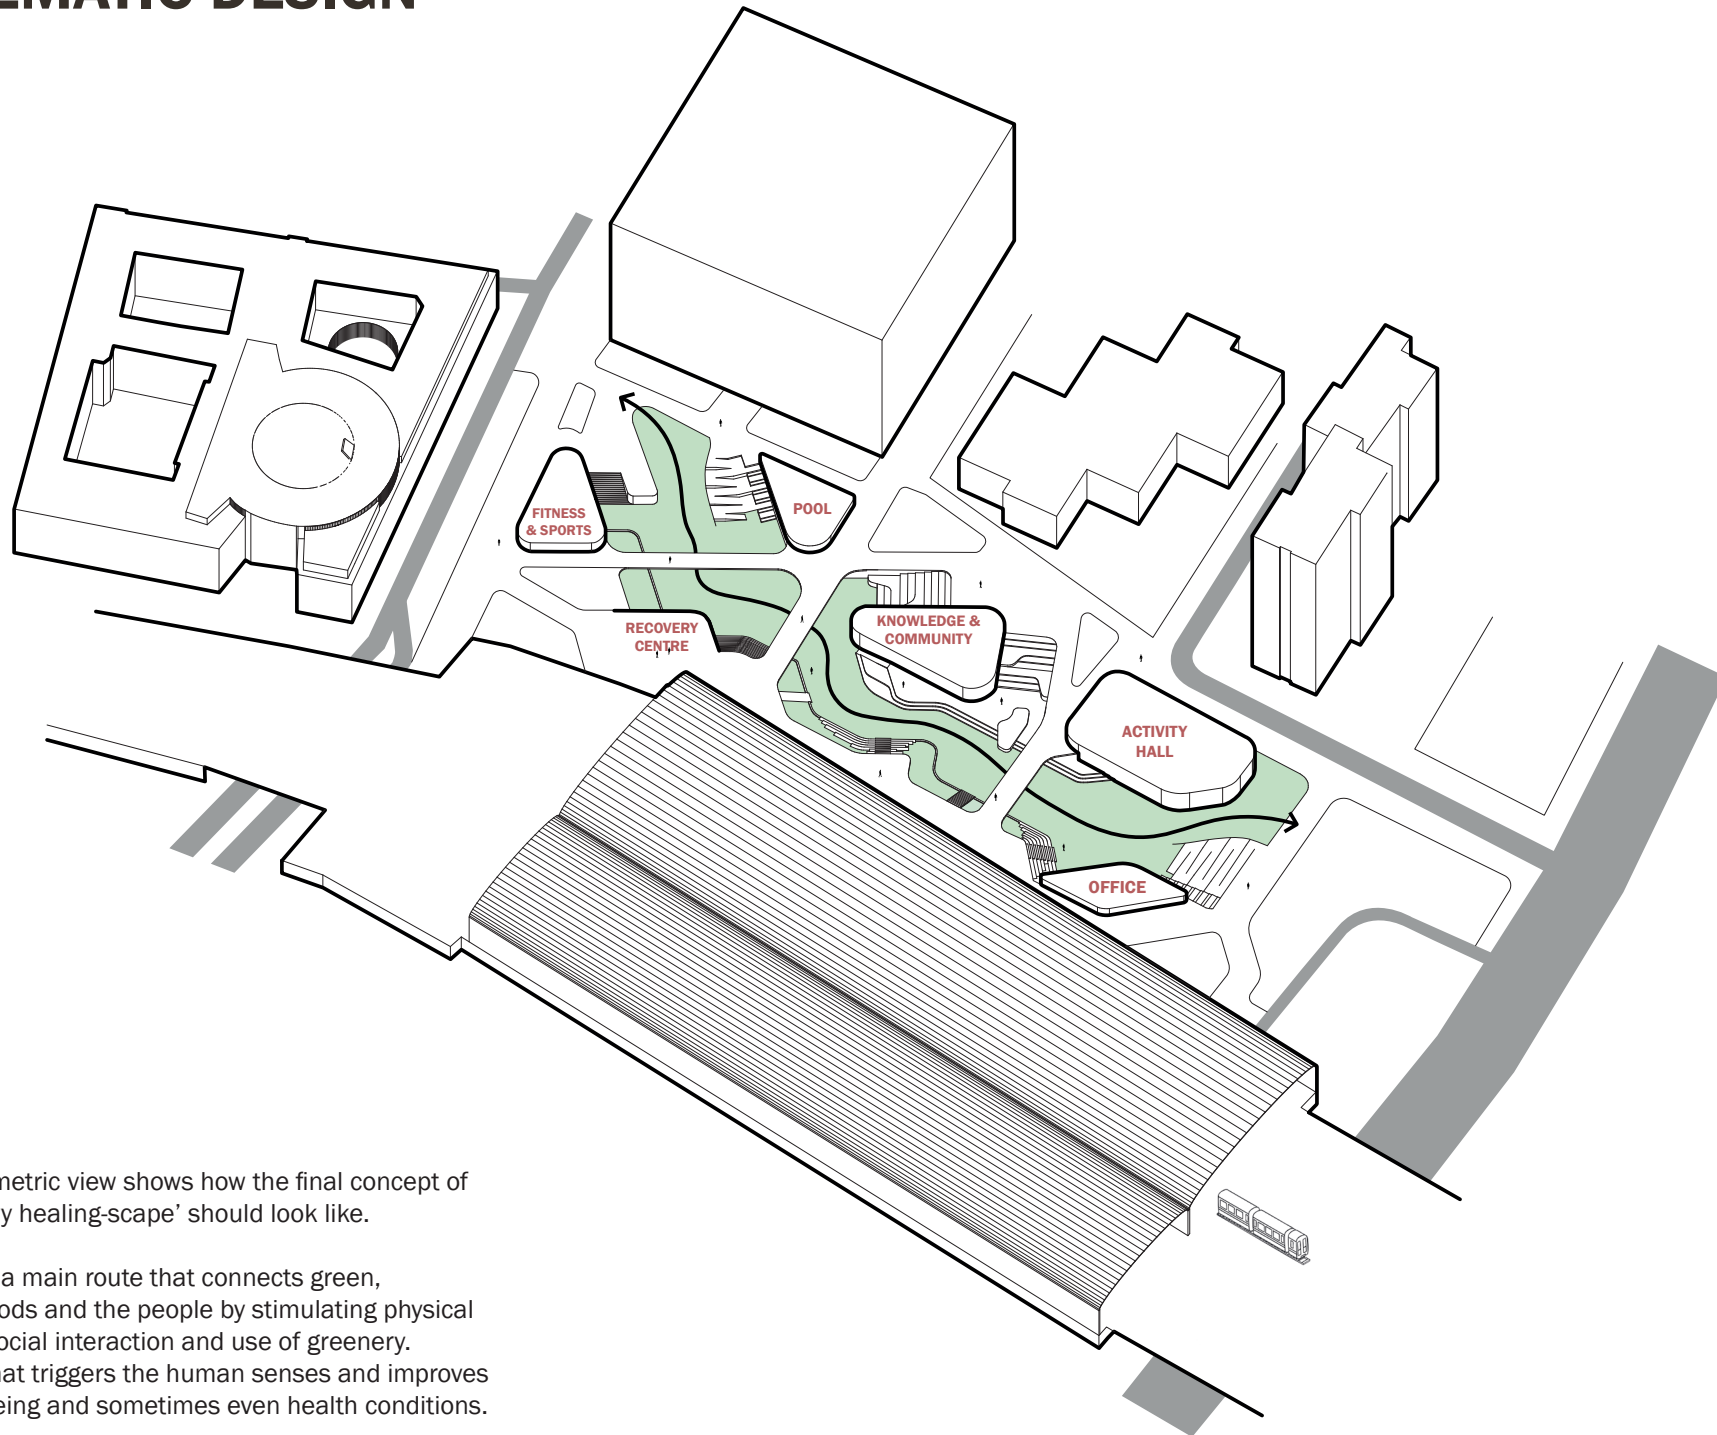 EMATIC DESIGN
FITNESS
& SPORTS
POOL
RECOVERY
CENTRE
KNOWLEDGE &
COMMUNITY
ACTIVITY
HALL
OFFICE
metric view shows how the final concept of
y healing-scape’ should look like.
a main route that connects green,
ods and the people by stimulating physical
ocial interaction and use of greenery.
at triggers the human senses and improves
eing and sometimes even health conditions.